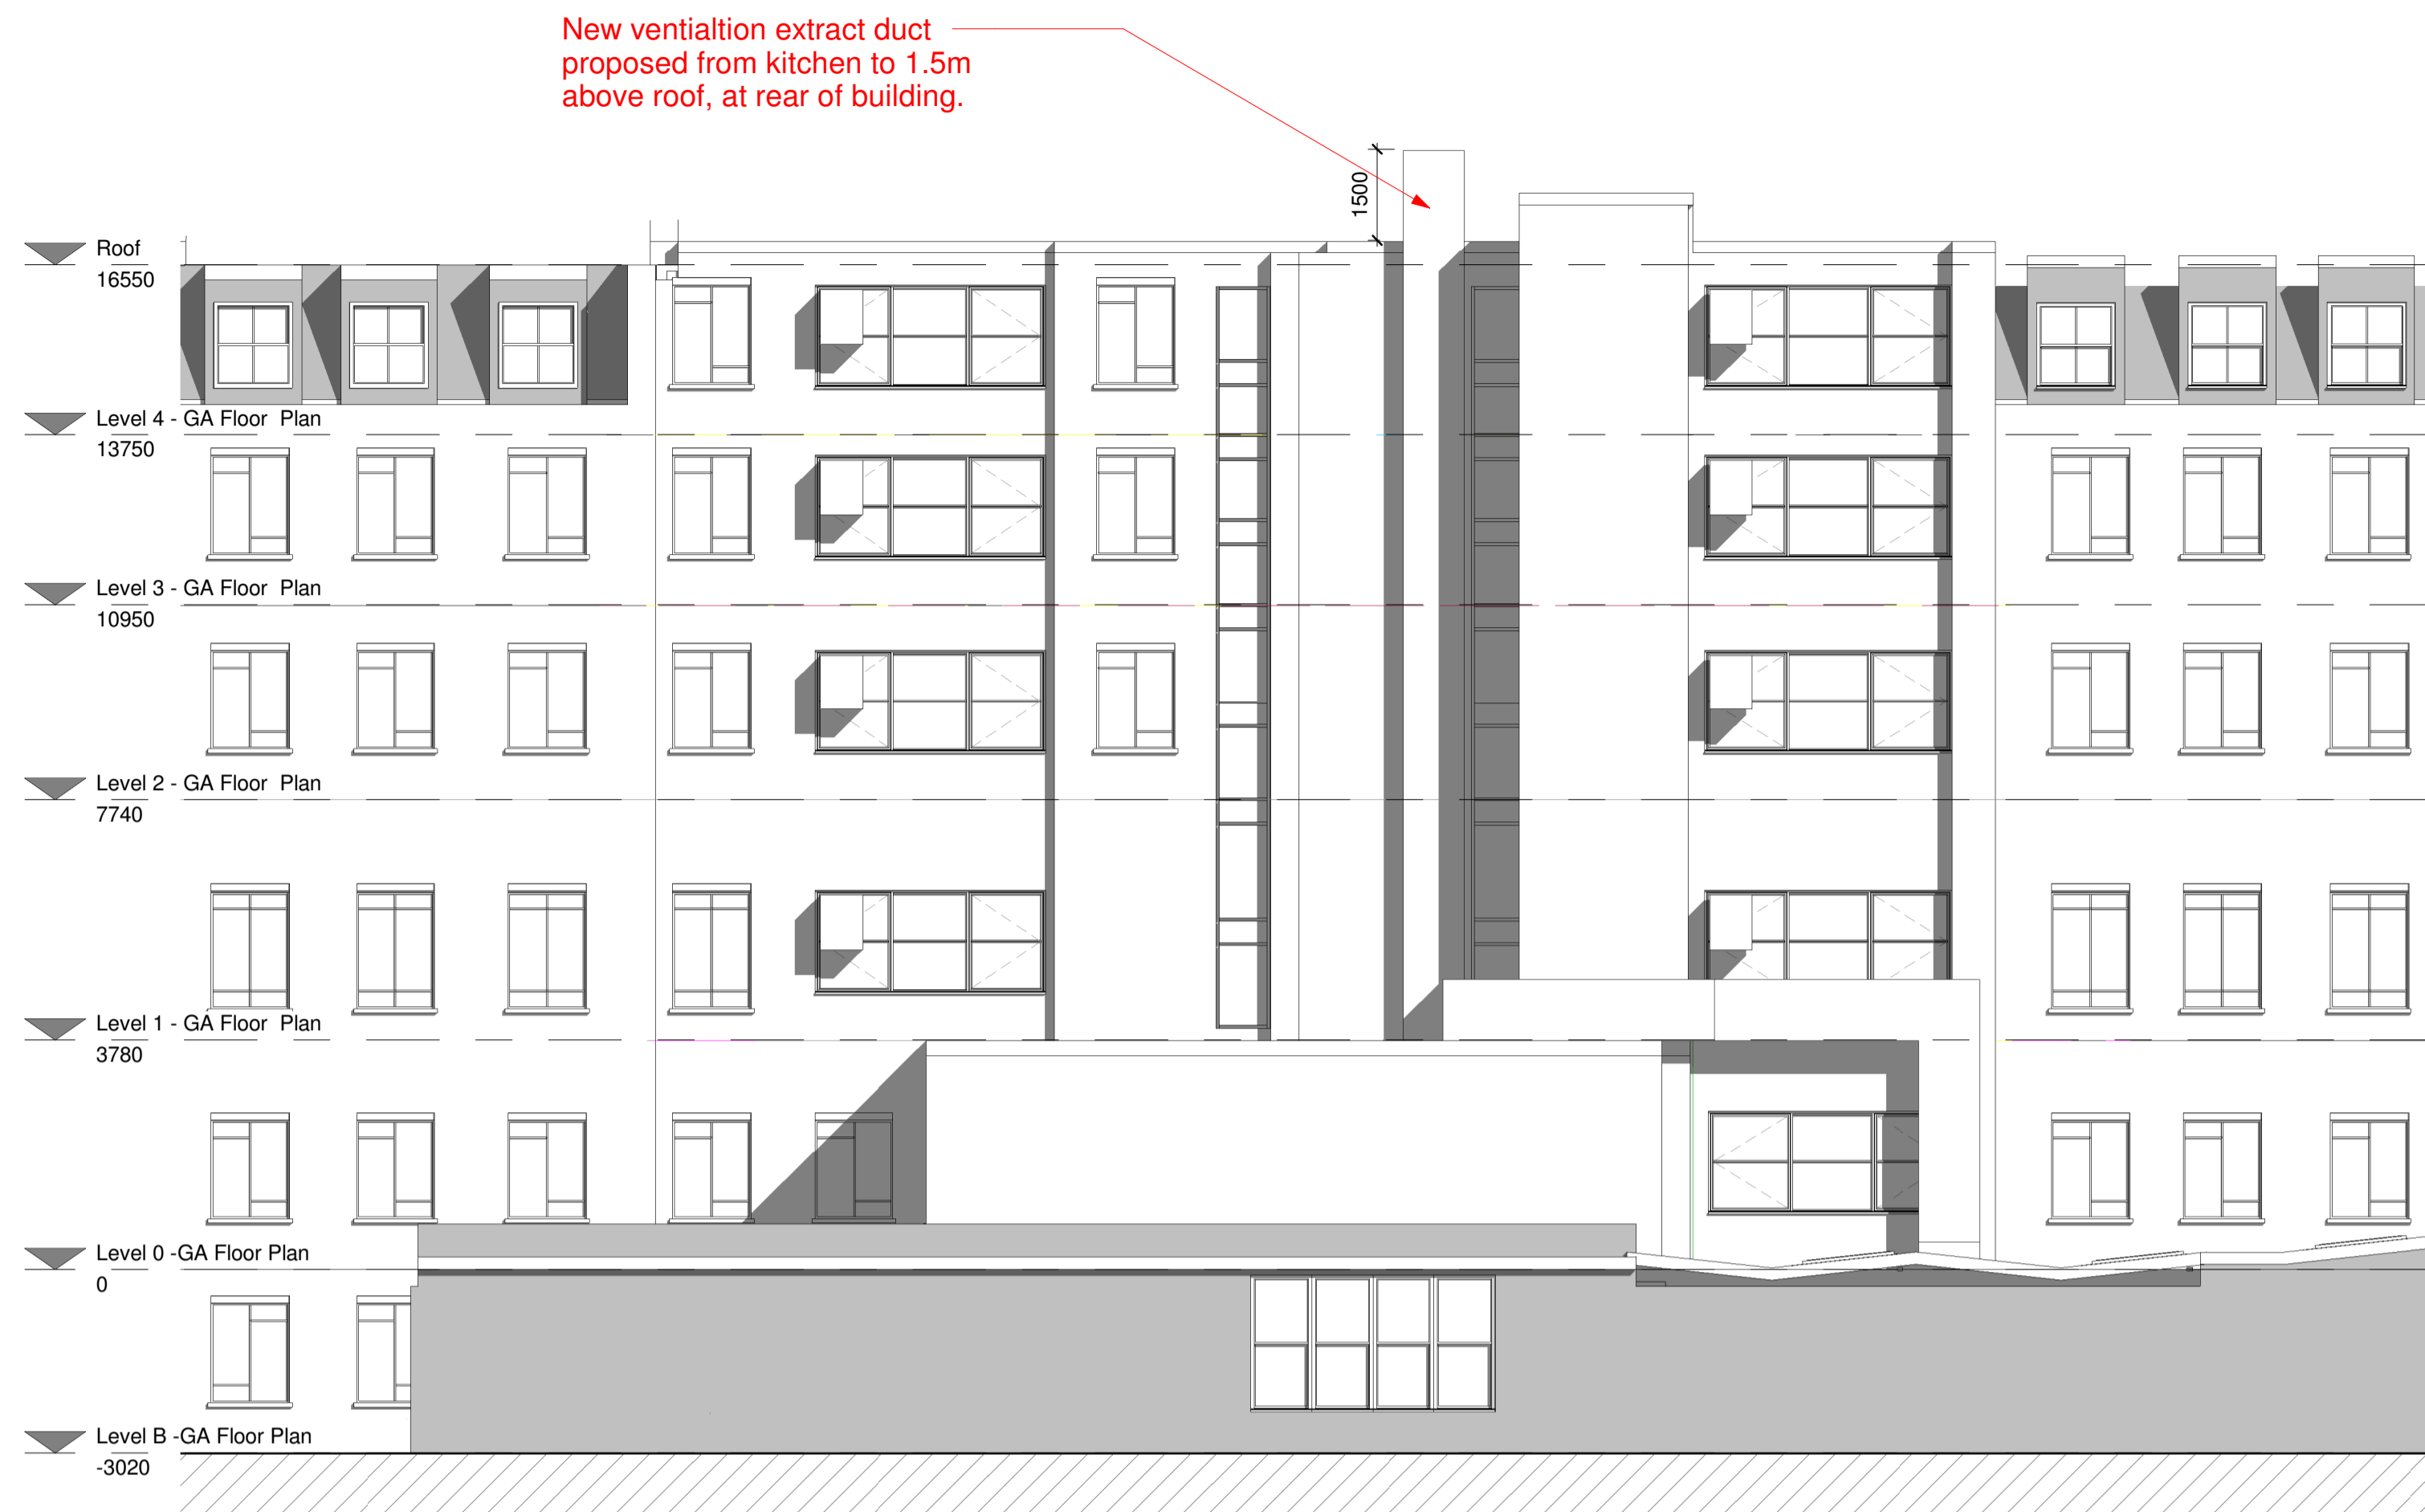 New ventialtion extract duct
proposed from kitchen to 1.5m
above roof, at rear of building.
1500
Roof
16550
Level 4 - GA Floor Plan
13750
Level 3 - GA Floor Plan
10950
Level 2 - GA Floor Plan
7740
Level 1 - GA Floor Plan
3780
Level 0 -GA Floor Plan
0
Level B -GA Floor Plan
-3020